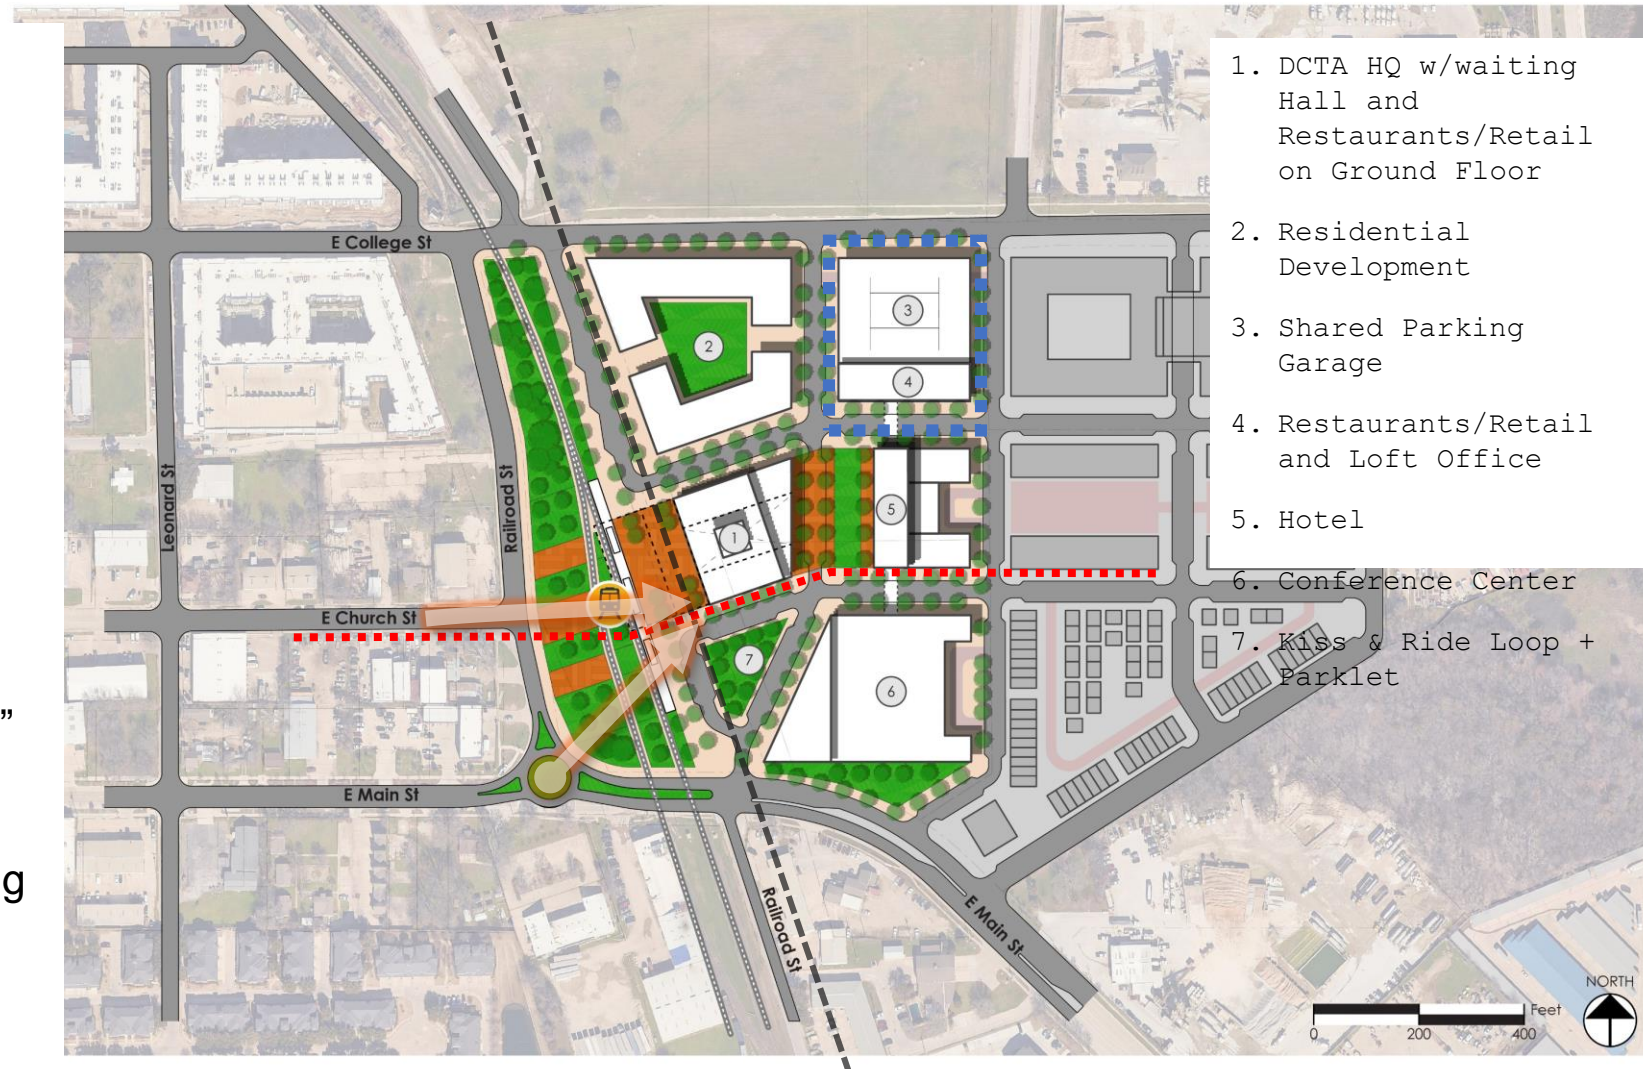 1. DCTA HQ w/waiting
Hall and
Restaurants/Retail
on Ground Floor
2. Residential
Development
3. Shared Parking
Garage
4. Restaurants/Retail
and Loft Office
5. Hotel
6. Conference Center
7. Kiss & Ride Loop +
Parklet
E College St
3
2
4
Leonard St
Railroad St
5
1
E Church St
7
6
”
E Main St
g
Railroad St
E Main St
NORTH
Feet
0 200 400